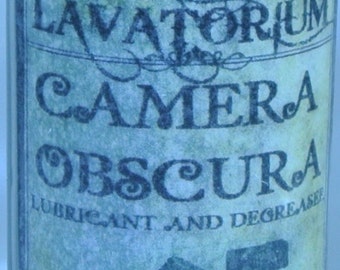 LAVATORIUM
CAMERA
OBSCURA
LUBRICANT AND DEGREASER